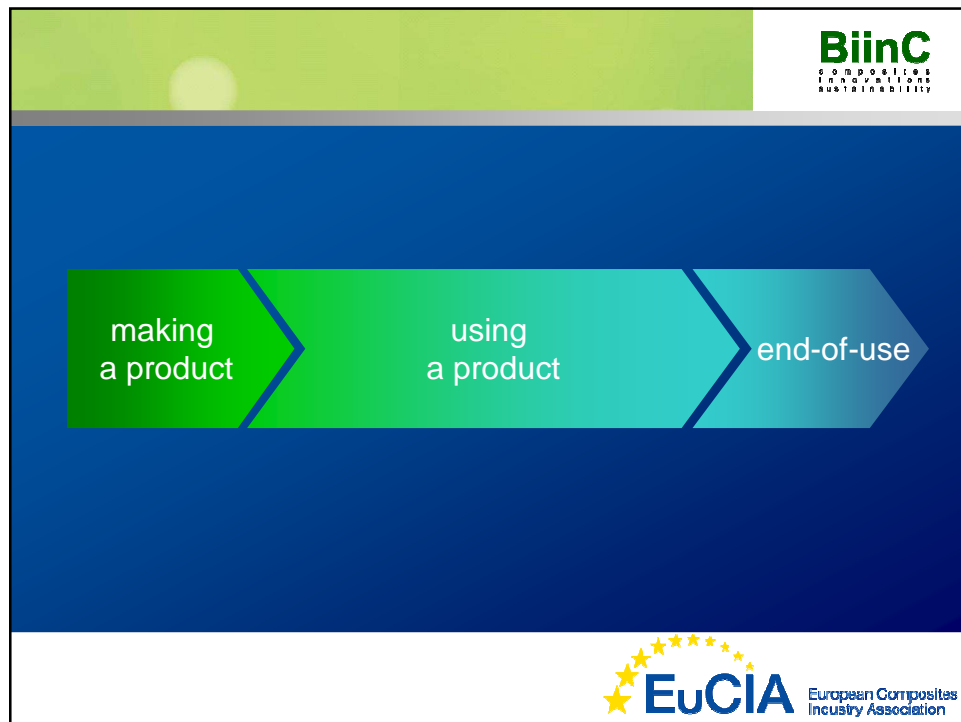 BiinC
composites
innovations
sustainability
making
a product
using
a product
end-of-use
EuCIA
European Composites
Industry Association